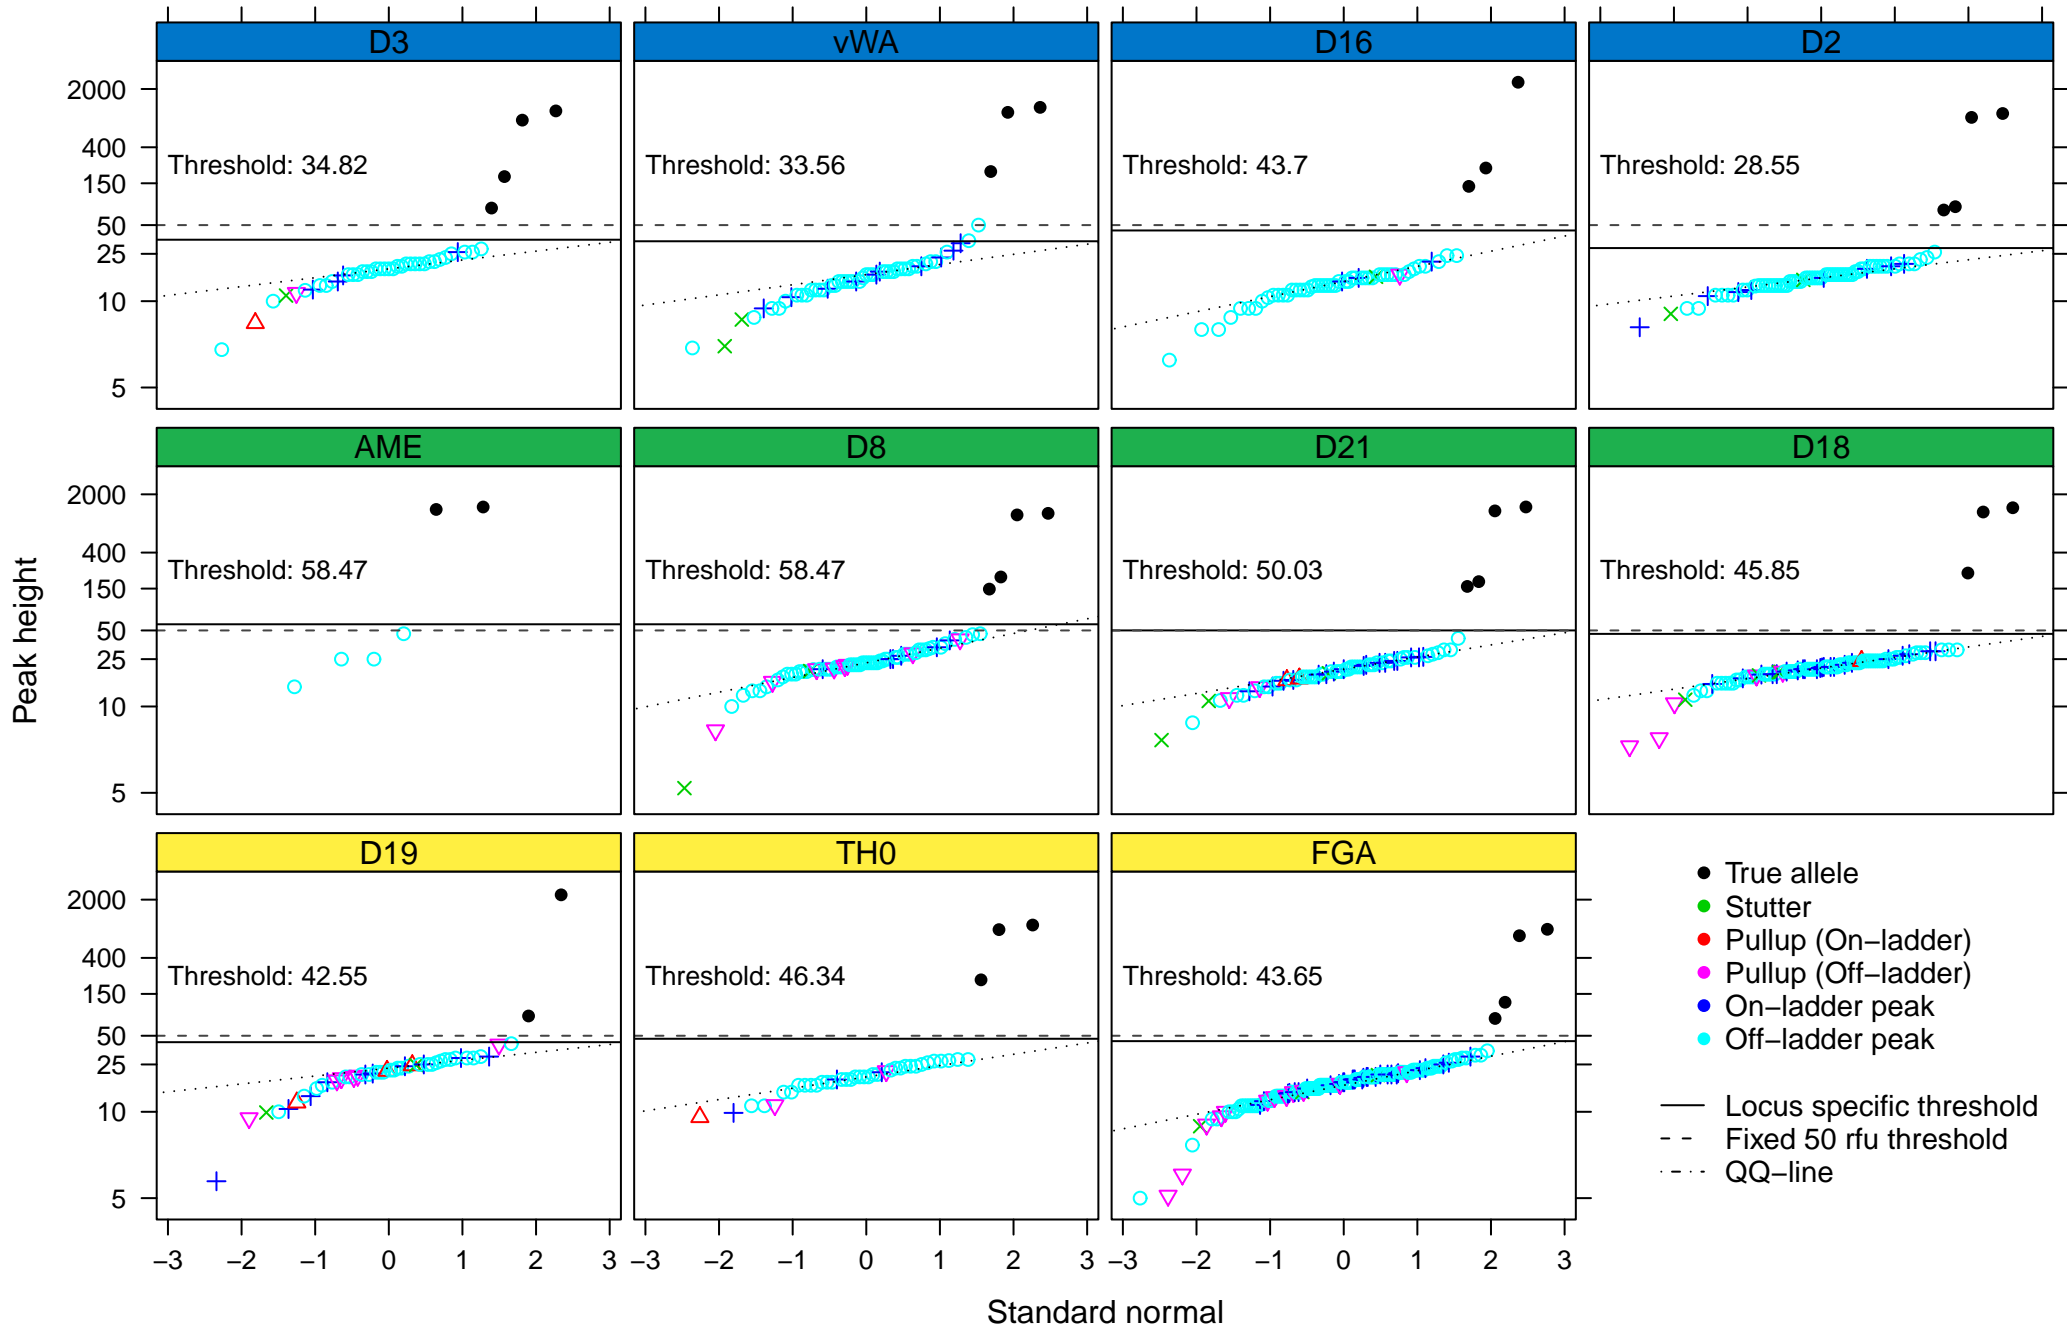 D3 vWA D16 D2
2000
400
150
50
25
10
5
Threshold: 34.82 Threshold: 33.56 Threshold: 43.7 Threshold: 28.55
AME D8 D21 D18
2000
400
150
50
25
10
5
Threshold: 58.47 Threshold: 58.47 Threshold: 50.03 Threshold: 45.85
Peak height
D19 TH0 FGA
2000
400
150
50
25
10
5
Threshold: 42.55 Threshold: 46.34 Threshold: 43.65
True allele
Stutter
Pullup (On−ladder)
Pullup (Off−ladder)
On−ladder peak
Off−ladder peak
Locus specific threshold
Fixed 50 rfu threshold
QQ−line
−3 −2 −1 0 1 2 3 −3 −2 −1 0 1 2 3 −3 −2 −1 0 1 2 3
Standard normal